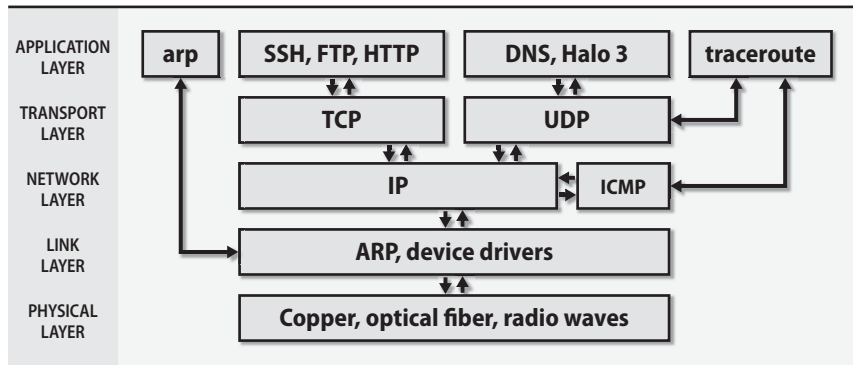 APPLICATION
LAYER
arp
SSH, FTP, HTTP
DNS, Halo 3
traceroute
TRANSPORT
LAYER
TCP
UDP
NETWORK
LAYER
IP
ICMP
LINK
LAYER
ARP, device drivers
PHYSICAL
LAYER
Copper, optical fiber, radio waves